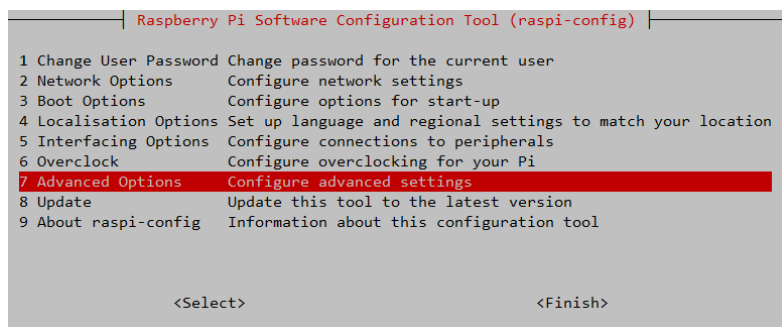 Raspberry Pi Software Configuration Tool (raspi-config)
1 Change User Password Change password for the current user
2 Network Options Configure network settings
3 Boot Options Configure options for start-up
4 Localisation Options Set up language and regional settings to match your location
5 Interfacing Options Configure connections to peripherals
6 Overclock Configure overclocking for your Pi
7 Advanced Options Configure advanced settings
8 Update Update this tool to the latest version
9 About raspi-config Information about this configuration tool
<Select> <Finish>